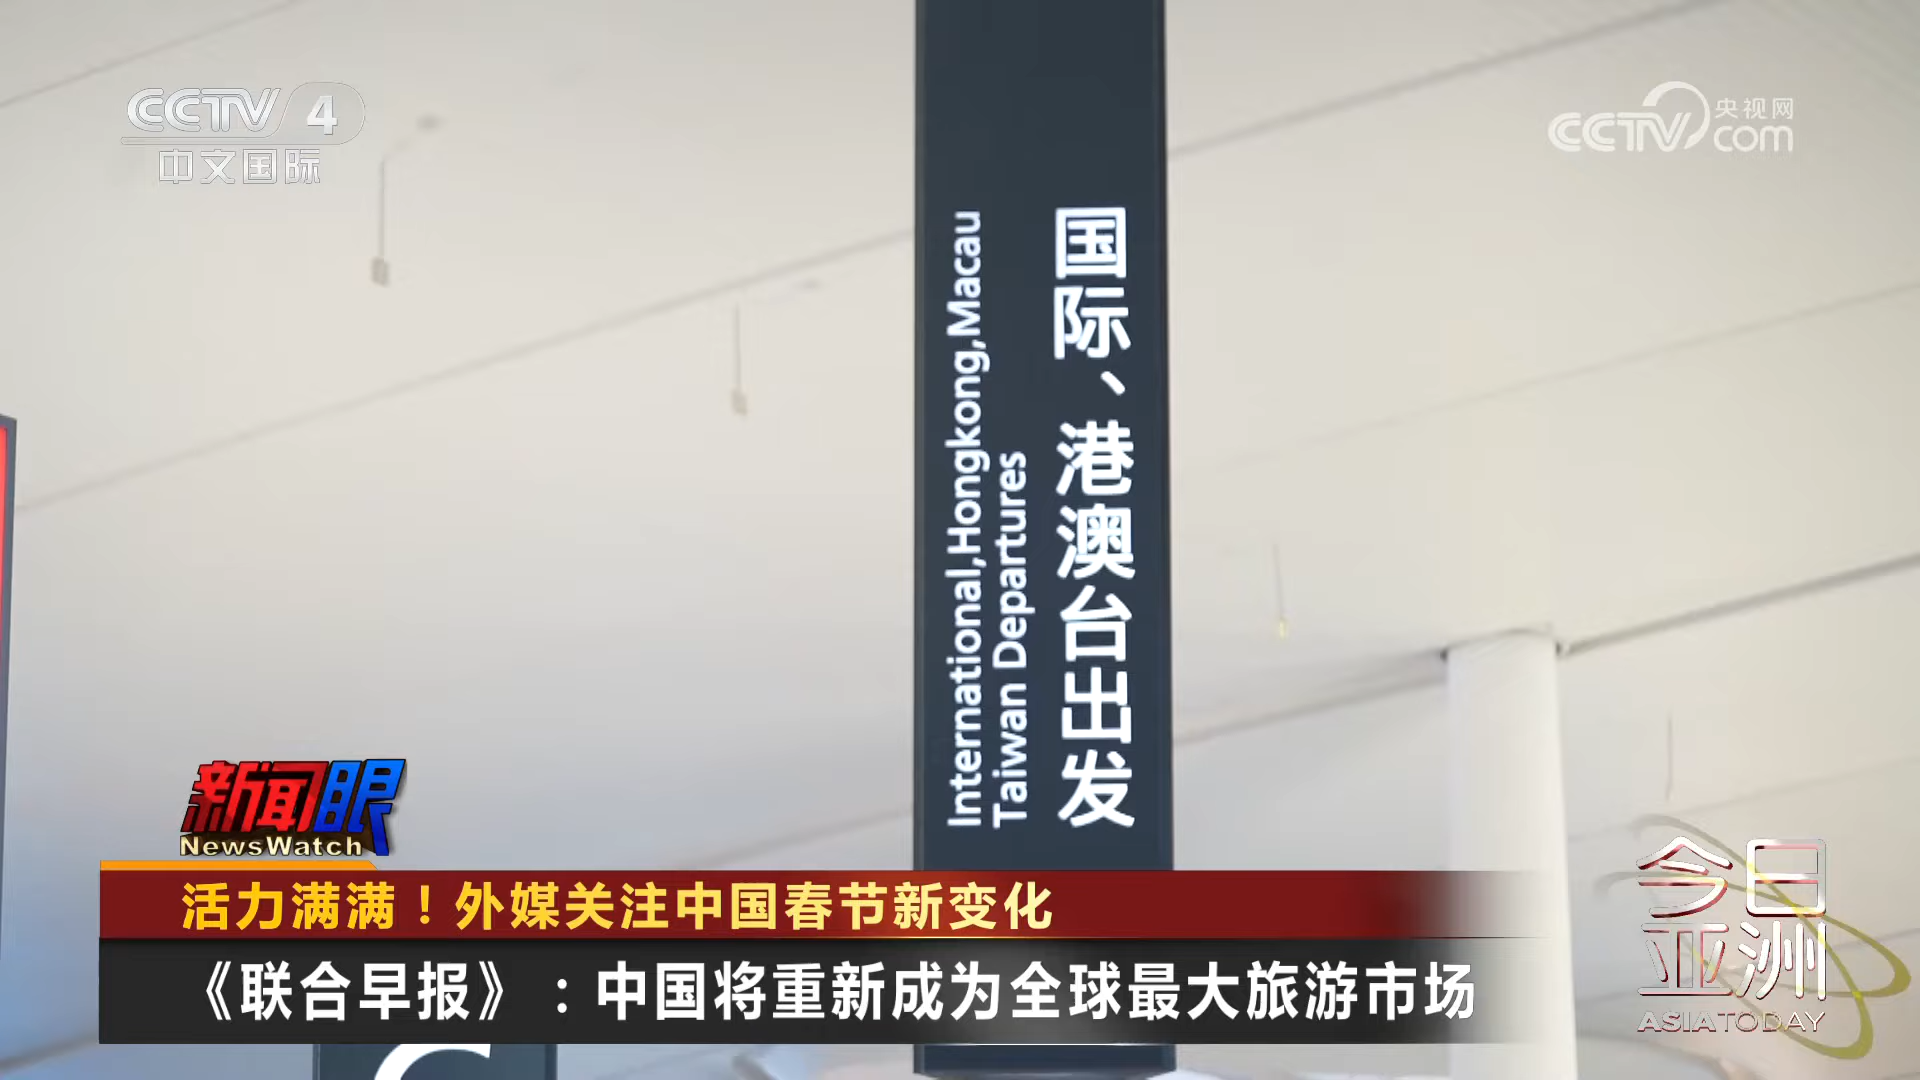 CCTV 4
中文国际
央视网
CCTV.com
国际、港澳台出发
International,Hongkong,Macau
Taiwan Departures
新闻眼
NewsWatch
活力满满！外媒关注中国春节新变化
《联合早报》：中国将重新成为全球最大旅游市场
今日
亚洲
ASIATODAY